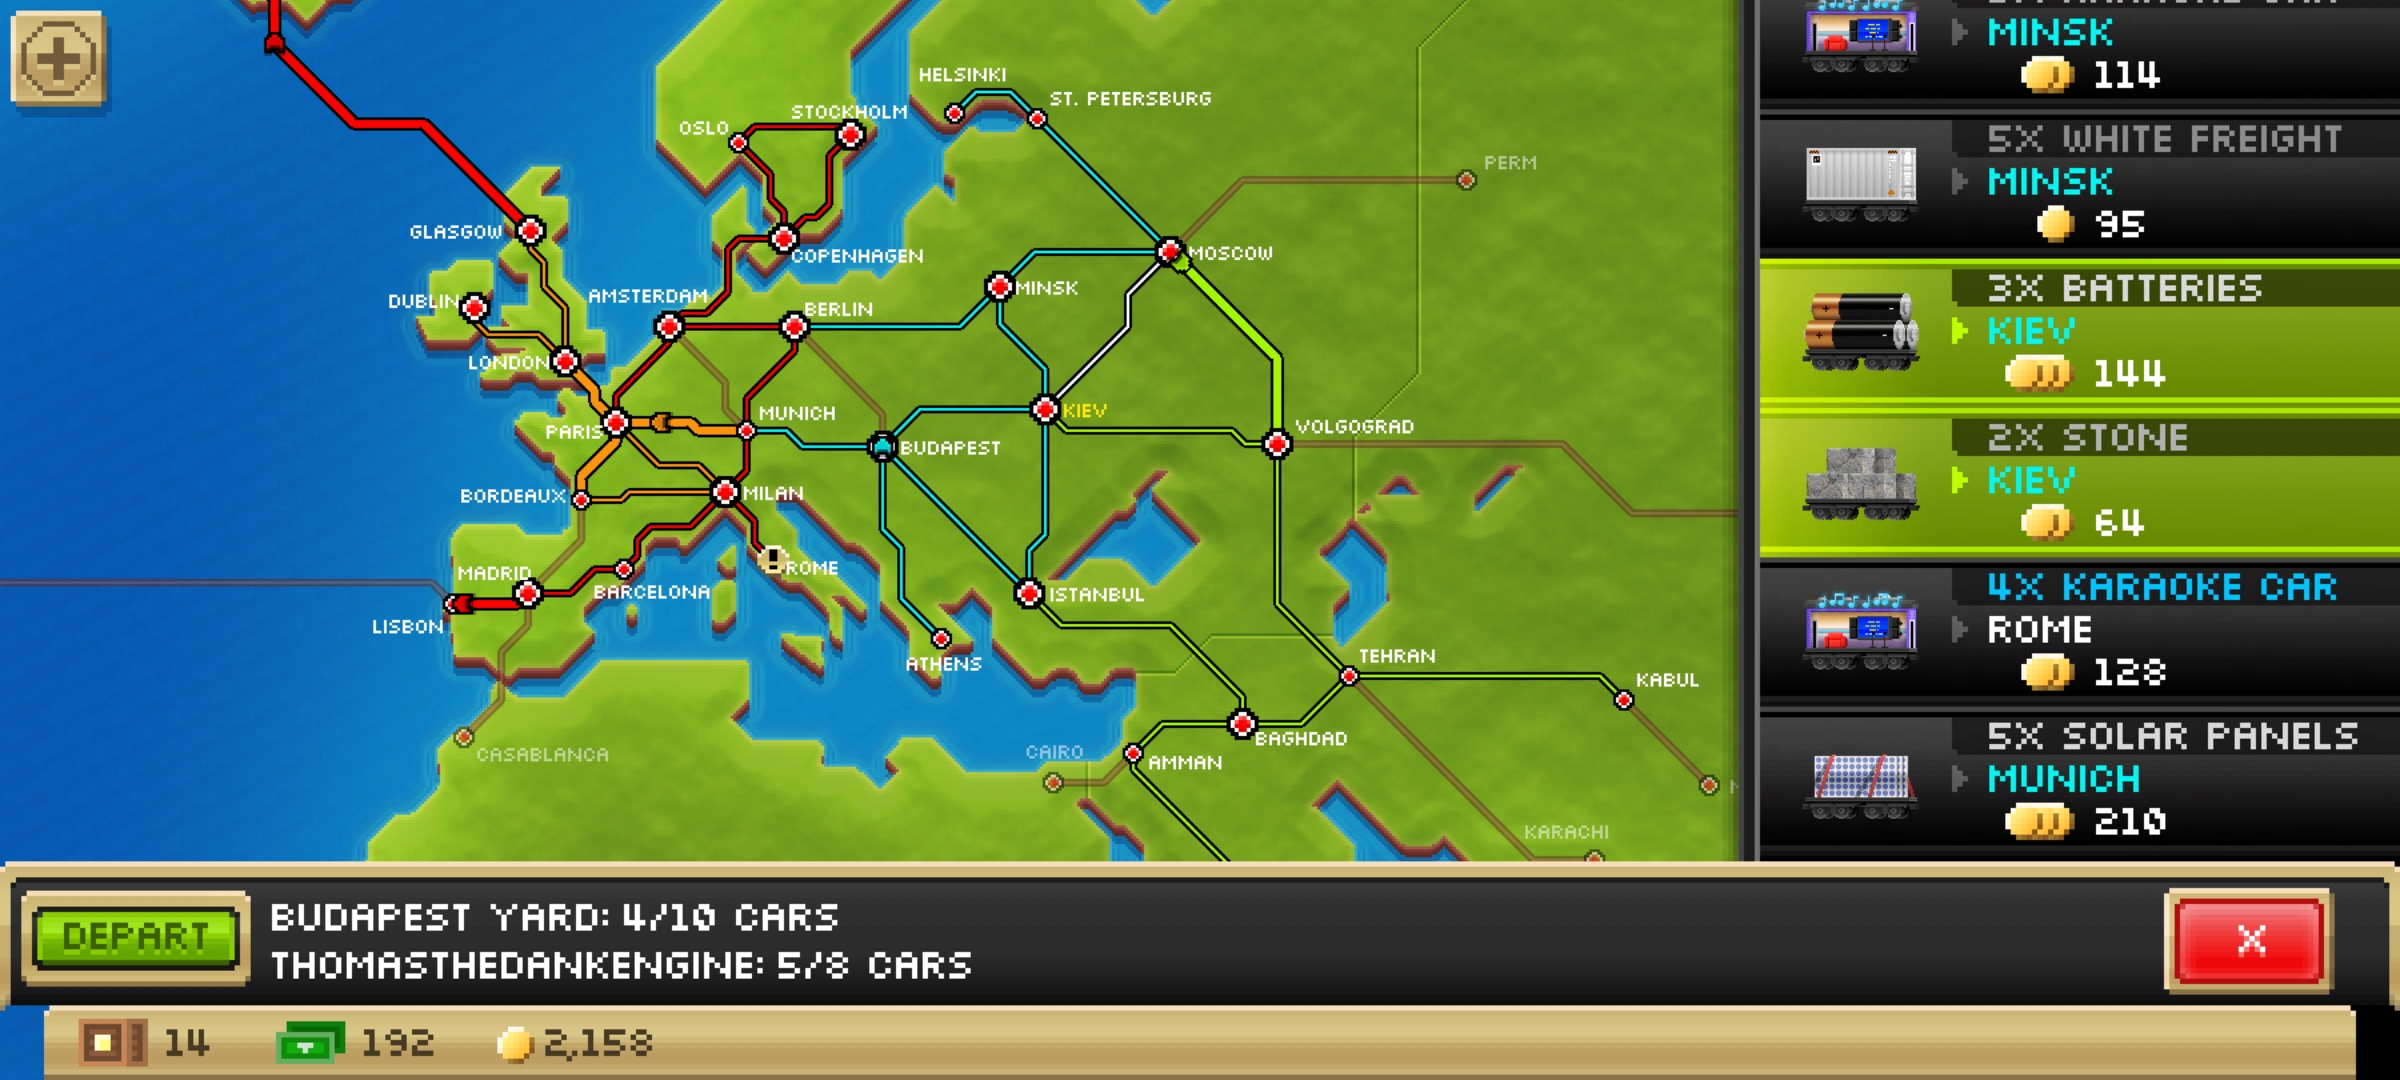 HELSINKI
ST. PETERSBURG
STOCKHOLM
OSLO
PERM
GLASGOW
COPENHAGEN
MOSCOW
DUBLIN
AMSTERDAM
BERLIN
MINSK
LONDON
PARIS
MUNICH
KIEV
BUDAPEST
VOLGOGRAD
BORDEAUX
MILAN
MADRID
BARCELONA
ROME
ISTANBUL
LISBON
ATHENS
TEHRAN
KABUL
CASABLANCA
CAIRO
AMMAN
BAGHDAD
KARACHI
MINSK
114
5X WHITE FREIGHT
MINSK
95
3X BATTERIES
KIEV
144
2X STONE
KIEV
64
4X KARAOKE CAR
ROME
128
5X SOLAR PANELS
MUNICH
210
DEPART
BUDAPEST YARD: 4/10 CARS
THOMASTHEDANKENGINE: 5/8 CARS
X
14
192
2,158